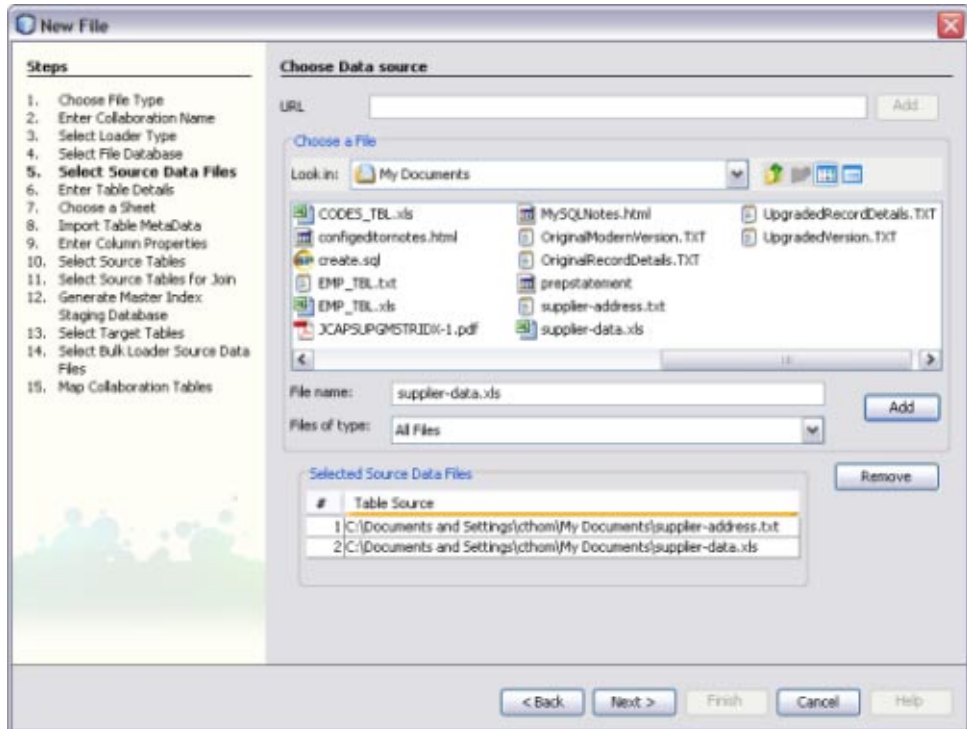 New File
Steps
1. Choose File Type
2. Enter Collaboration Name
3. Select Loader Type
4. Select File Database
5. Select Source Data Files
6. Enter Table Details
7. Choose a Sheet
8. Import Table MetaData
9. Enter Column Properties
10. Select Source Tables
11. Select Source Tables for Join
12. Generate Master Index
Staging Database
13. Select Target Tables
14. Select Bulk Loader Source Data
Files
15. Map Collaboration Tables
Choose Data source
URL
Add
Choose a File
Look in: My Documents
CODES_TBL.xls
configeditornotes.html
create.sql
EMP_TBL.txt
EMP_TBL.xls
JCAPSUPGMSTRIDX-1.pdf
MySQLNotes.html
OriginalModernVersion.TXT
OriginalRecordDetails.TXT
prepstatement
supplier-address.txt
supplier-data.xls
UpgradedRecordDetails.TXT
UpgradedVersion.TXT
File name: supplier-data.xls
Add
Files of type: All Files
Selected Source Data Files
Remove
# Table Source
1 C:\Documents and Settings\cthom\My Documents\supplier-address.txt
2 C:\Documents and Settings\cthom\My Documents\supplier-data.xls
< Back Next > Finish Cancel Help